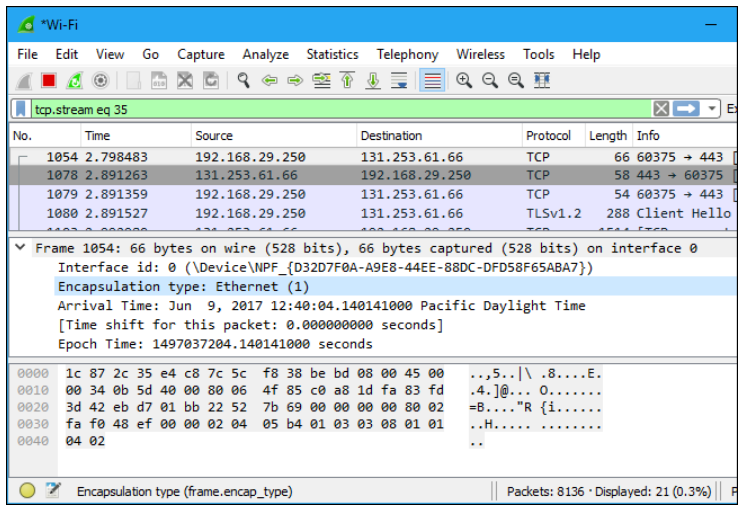 *Wi-Fi
File Edit View Go Capture Analyze Statistics Telephony Wireless Tools Help
tcp.stream eq 35
No. Time Source Destination Protocol Length Info
1054 2.798483 192.168.29.250 131.253.61.66 TCP 66 60375 → 443 [
1078 2.891263 131.253.61.66 192.168.29.250 TCP 58 443 → 60375 [
1079 2.891359 192.168.29.250 131.253.61.66 TCP 54 60375 → 443 [
1080 2.891527 192.168.29.250 131.253.61.66 TLSv1.2 288 Client Hello
Frame 1054: 66 bytes on wire (528 bits), 66 bytes captured (528 bits) on interface 0
Interface id: 0 (\Device\NPF_{D32D7F0A-A9E8-44EE-88DC-DFD58F65ABA7})
Encapsulation type: Ethernet (1)
Arrival Time: Jun  9, 2017 12:40:04.140141000 Pacific Daylight Time
[Time shift for this packet: 0.000000000 seconds]
Epoch Time: 1497037204.140141000 seconds
0000 1c 87 2c 35 e4 c8 7c 5c f8 38 be bd 08 00 45 00 ..,5..|\ .8....E.
0010 00 34 0b 5d 40 00 80 06 4f 85 c0 a8 1d fa 83 fd .4.]@... O.......
0020 3d 42 eb d7 01 bb 22 52 7b 69 00 00 00 00 80 02 =B...."R {i......
0030 fa f0 48 ef 00 00 02 04 05 b4 01 03 03 08 01 01 ..H..... ........
0040 04 02 ..
Encapsulation type (frame.encap_type) Packets: 8136 · Displayed: 21 (0.3%)